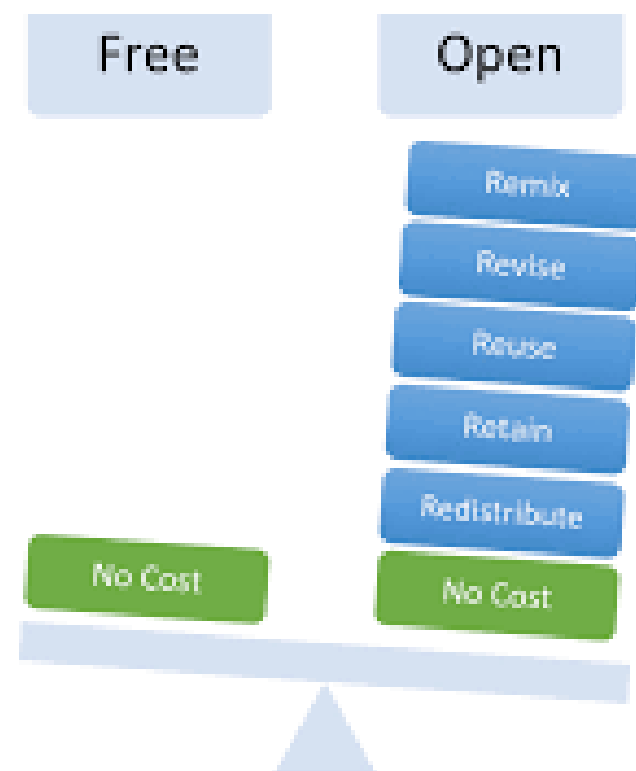 Free
Open
Remix
Revise
Reuse
Retain
Redistribute
No Cost
No Cost